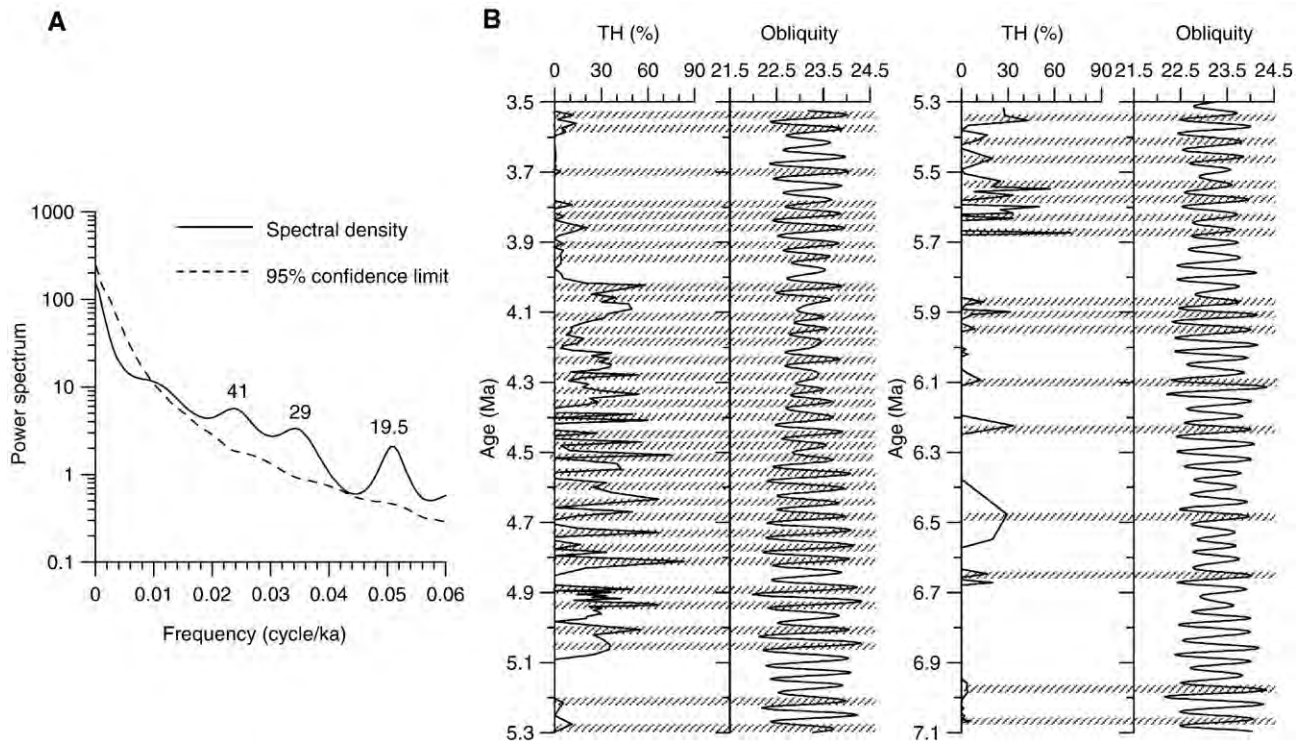 A
1000
100
10
1
0.1
Power spectrum
Spectral density
95% confidence limit
41
29
19.5
0 0.01 0.02 0.03 0.04 0.05 0.06
Frequency (cycle/ka)
B
TH (%) Obliquity
0 30 60 90 21.5 22.5 23.5 24.5
3.5
3.7
3.9
4.1
4.3
4.5
4.7
4.9
5.1
5.3
Age (Ma)
TH (%) Obliquity
0 30 60 90 21.5 22.5 23.5 24.5
5.3
5.5
5.7
5.9
6.1
6.3
6.5
6.7
6.9
7.1
Age (Ma)